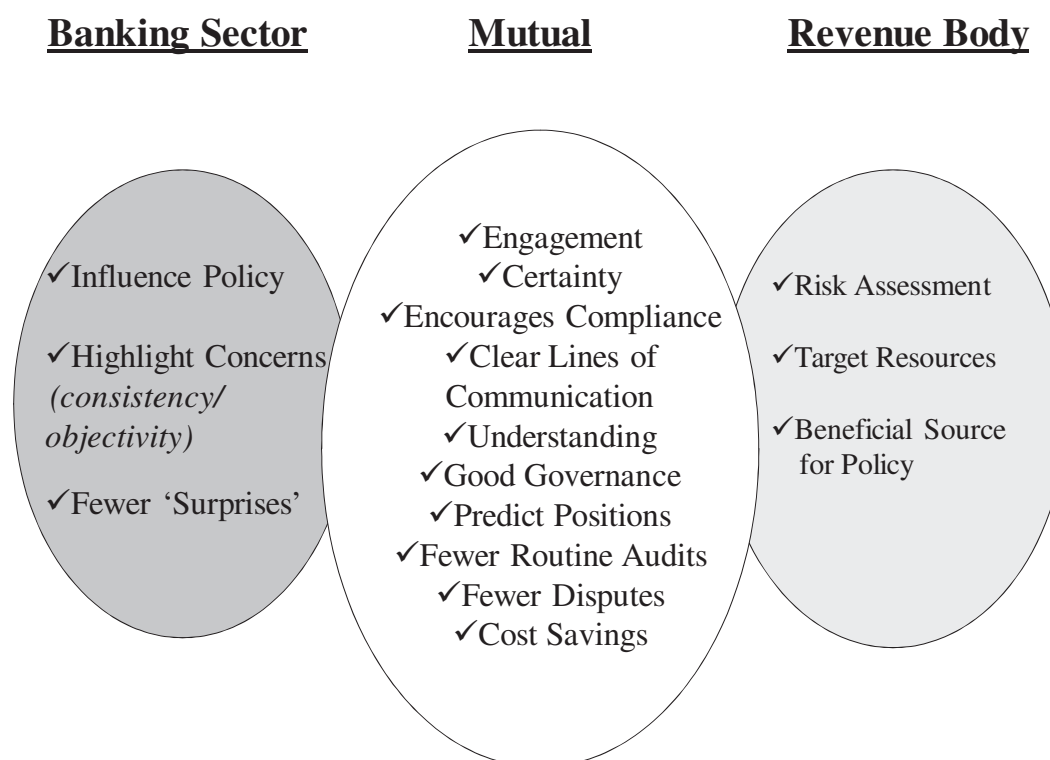 Banking Sector
Mutual
Revenue Body
✓Influence Policy
✓Highlight Concerns
(consistency/
objectivity)
✓Fewer ‘Surprises’
✓Engagement
✓Certainty
✓Encourages Compliance
✓Clear Lines of
Communication
✓Understanding
✓Good Governance
✓Predict Positions
✓Fewer Routine Audits
✓Fewer Disputes
✓Cost Savings
✓Risk Assessment
✓Target Resources
✓Beneficial Source
for Policy